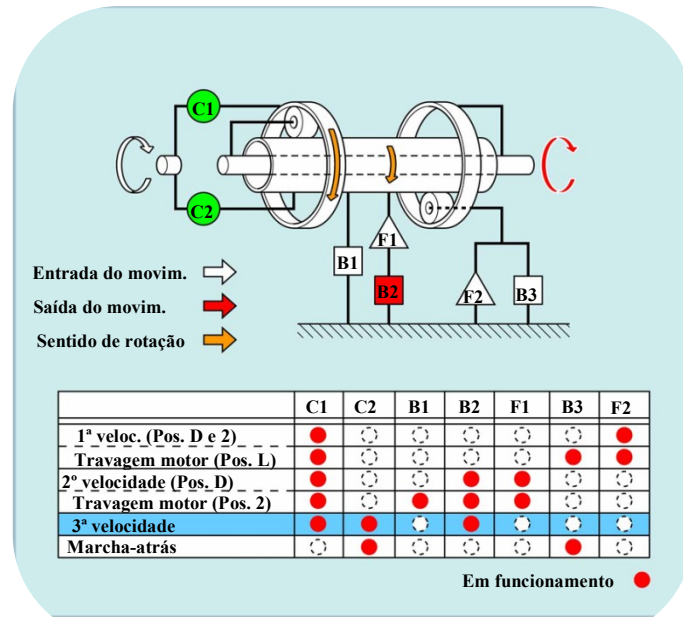 C1
C2
F1
B1
B2
F2
B3
Entrada do movim.
Saída do movim.
Sentido de rotação
C1 C2 B1 B2 F1 B3 F2
1ª veloc. (Pos. D e 2)
Travagem motor (Pos. L)
2º velocidade (Pos. D)
Travagem motor (Pos. 2)
3ª velocidade
Marcha-atrás
Em funcionamento